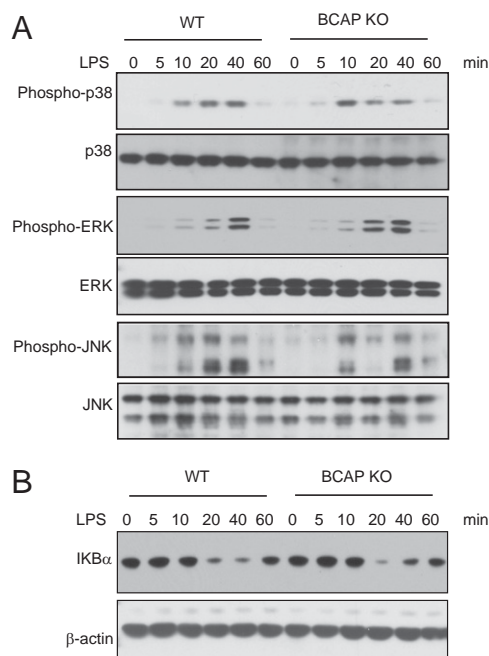 A
WT BCAP KO
LPS 0 5 10 20 40 60 0 5 10 20 40 60 min
Phospho-p38
p38
Phospho-ERK
ERK
Phospho-JNK
JNK
B
WT BCAP KO
LPS 0 5 10 20 40 60 0 5 10 20 40 60 min
IKBα
β-actin